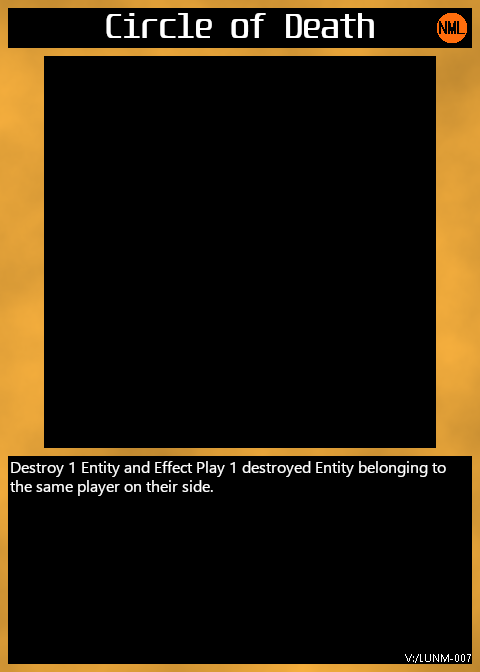 Circle of Death
NML
Destroy 1 Entity and Effect Play 1 destroyed Entity belonging to
the same player on their side.
V:/LUNM-007